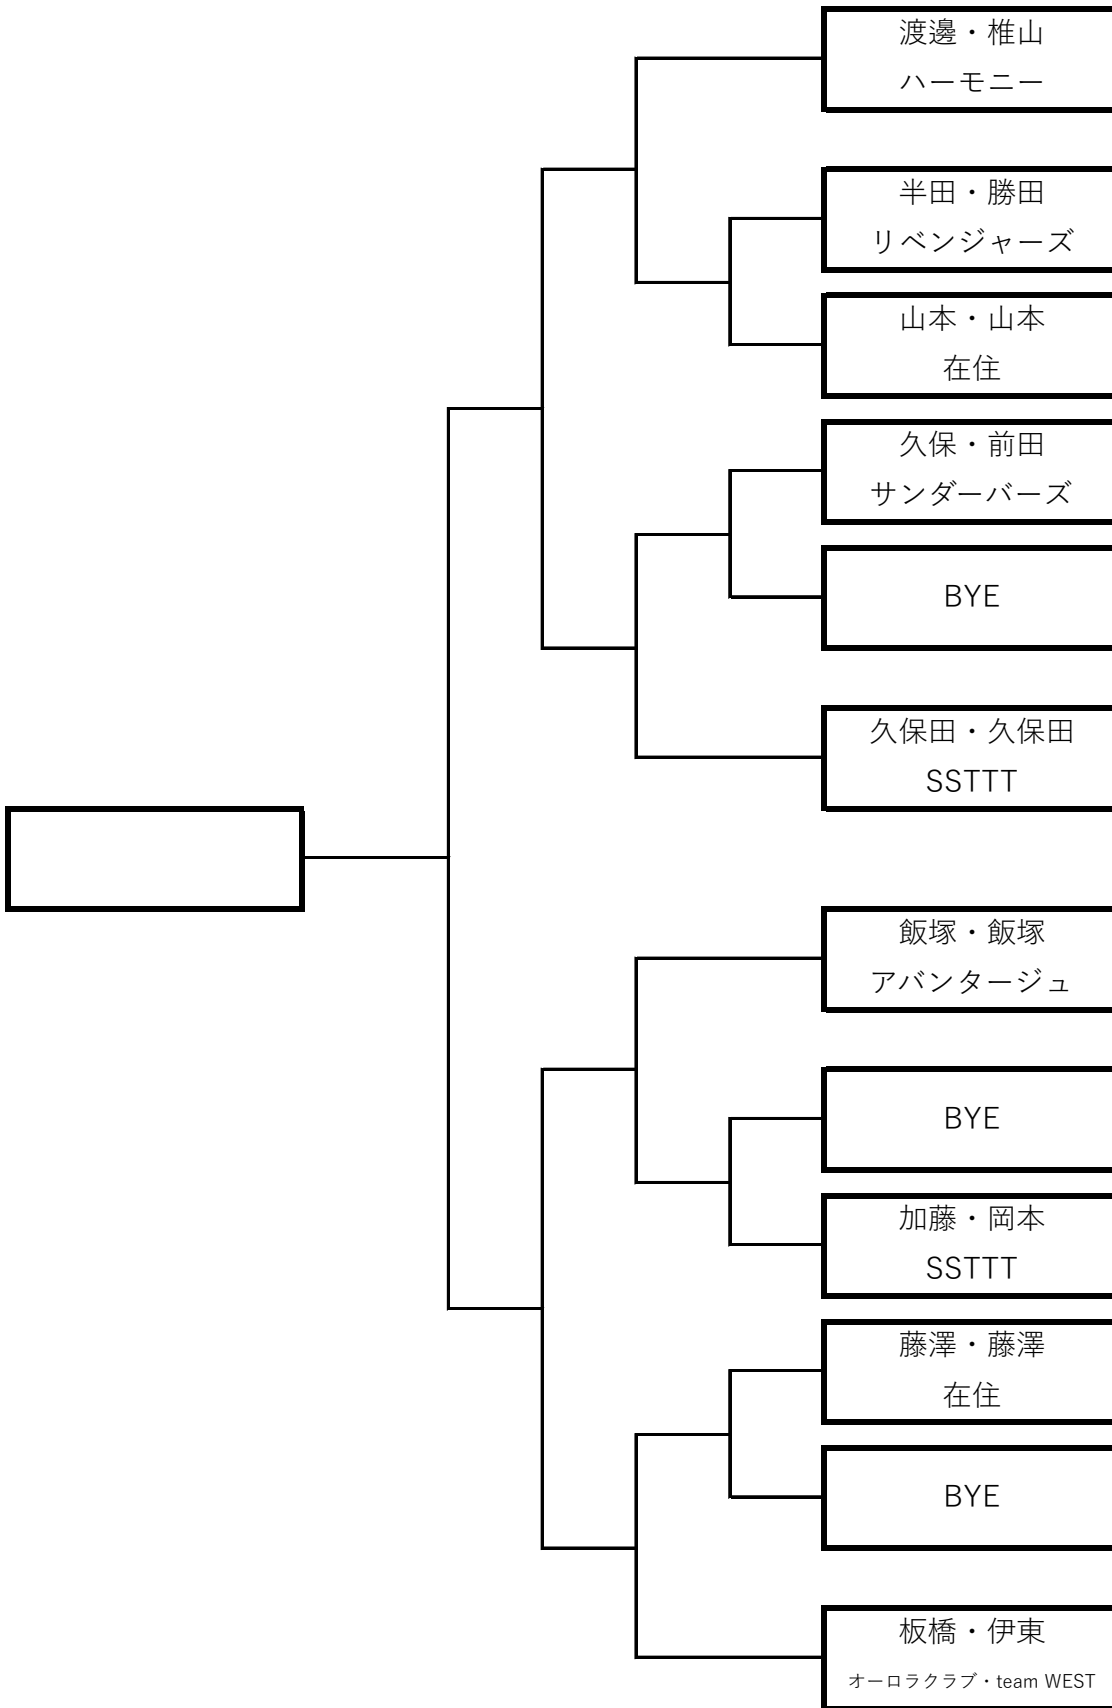 渡邊・椎山
ハーモニー
半田・勝田
リベンジャーズ
山本・山本
在住
久保・前田
サンダーバーズ
BYE
久保田・久保田
SSTTT
飯塚・飯塚
アバンタージュ
BYE
加藤・岡本
SSTTT
藤澤・藤澤
在住
BYE
板橋・伊東
オーロラクラブ・team WEST